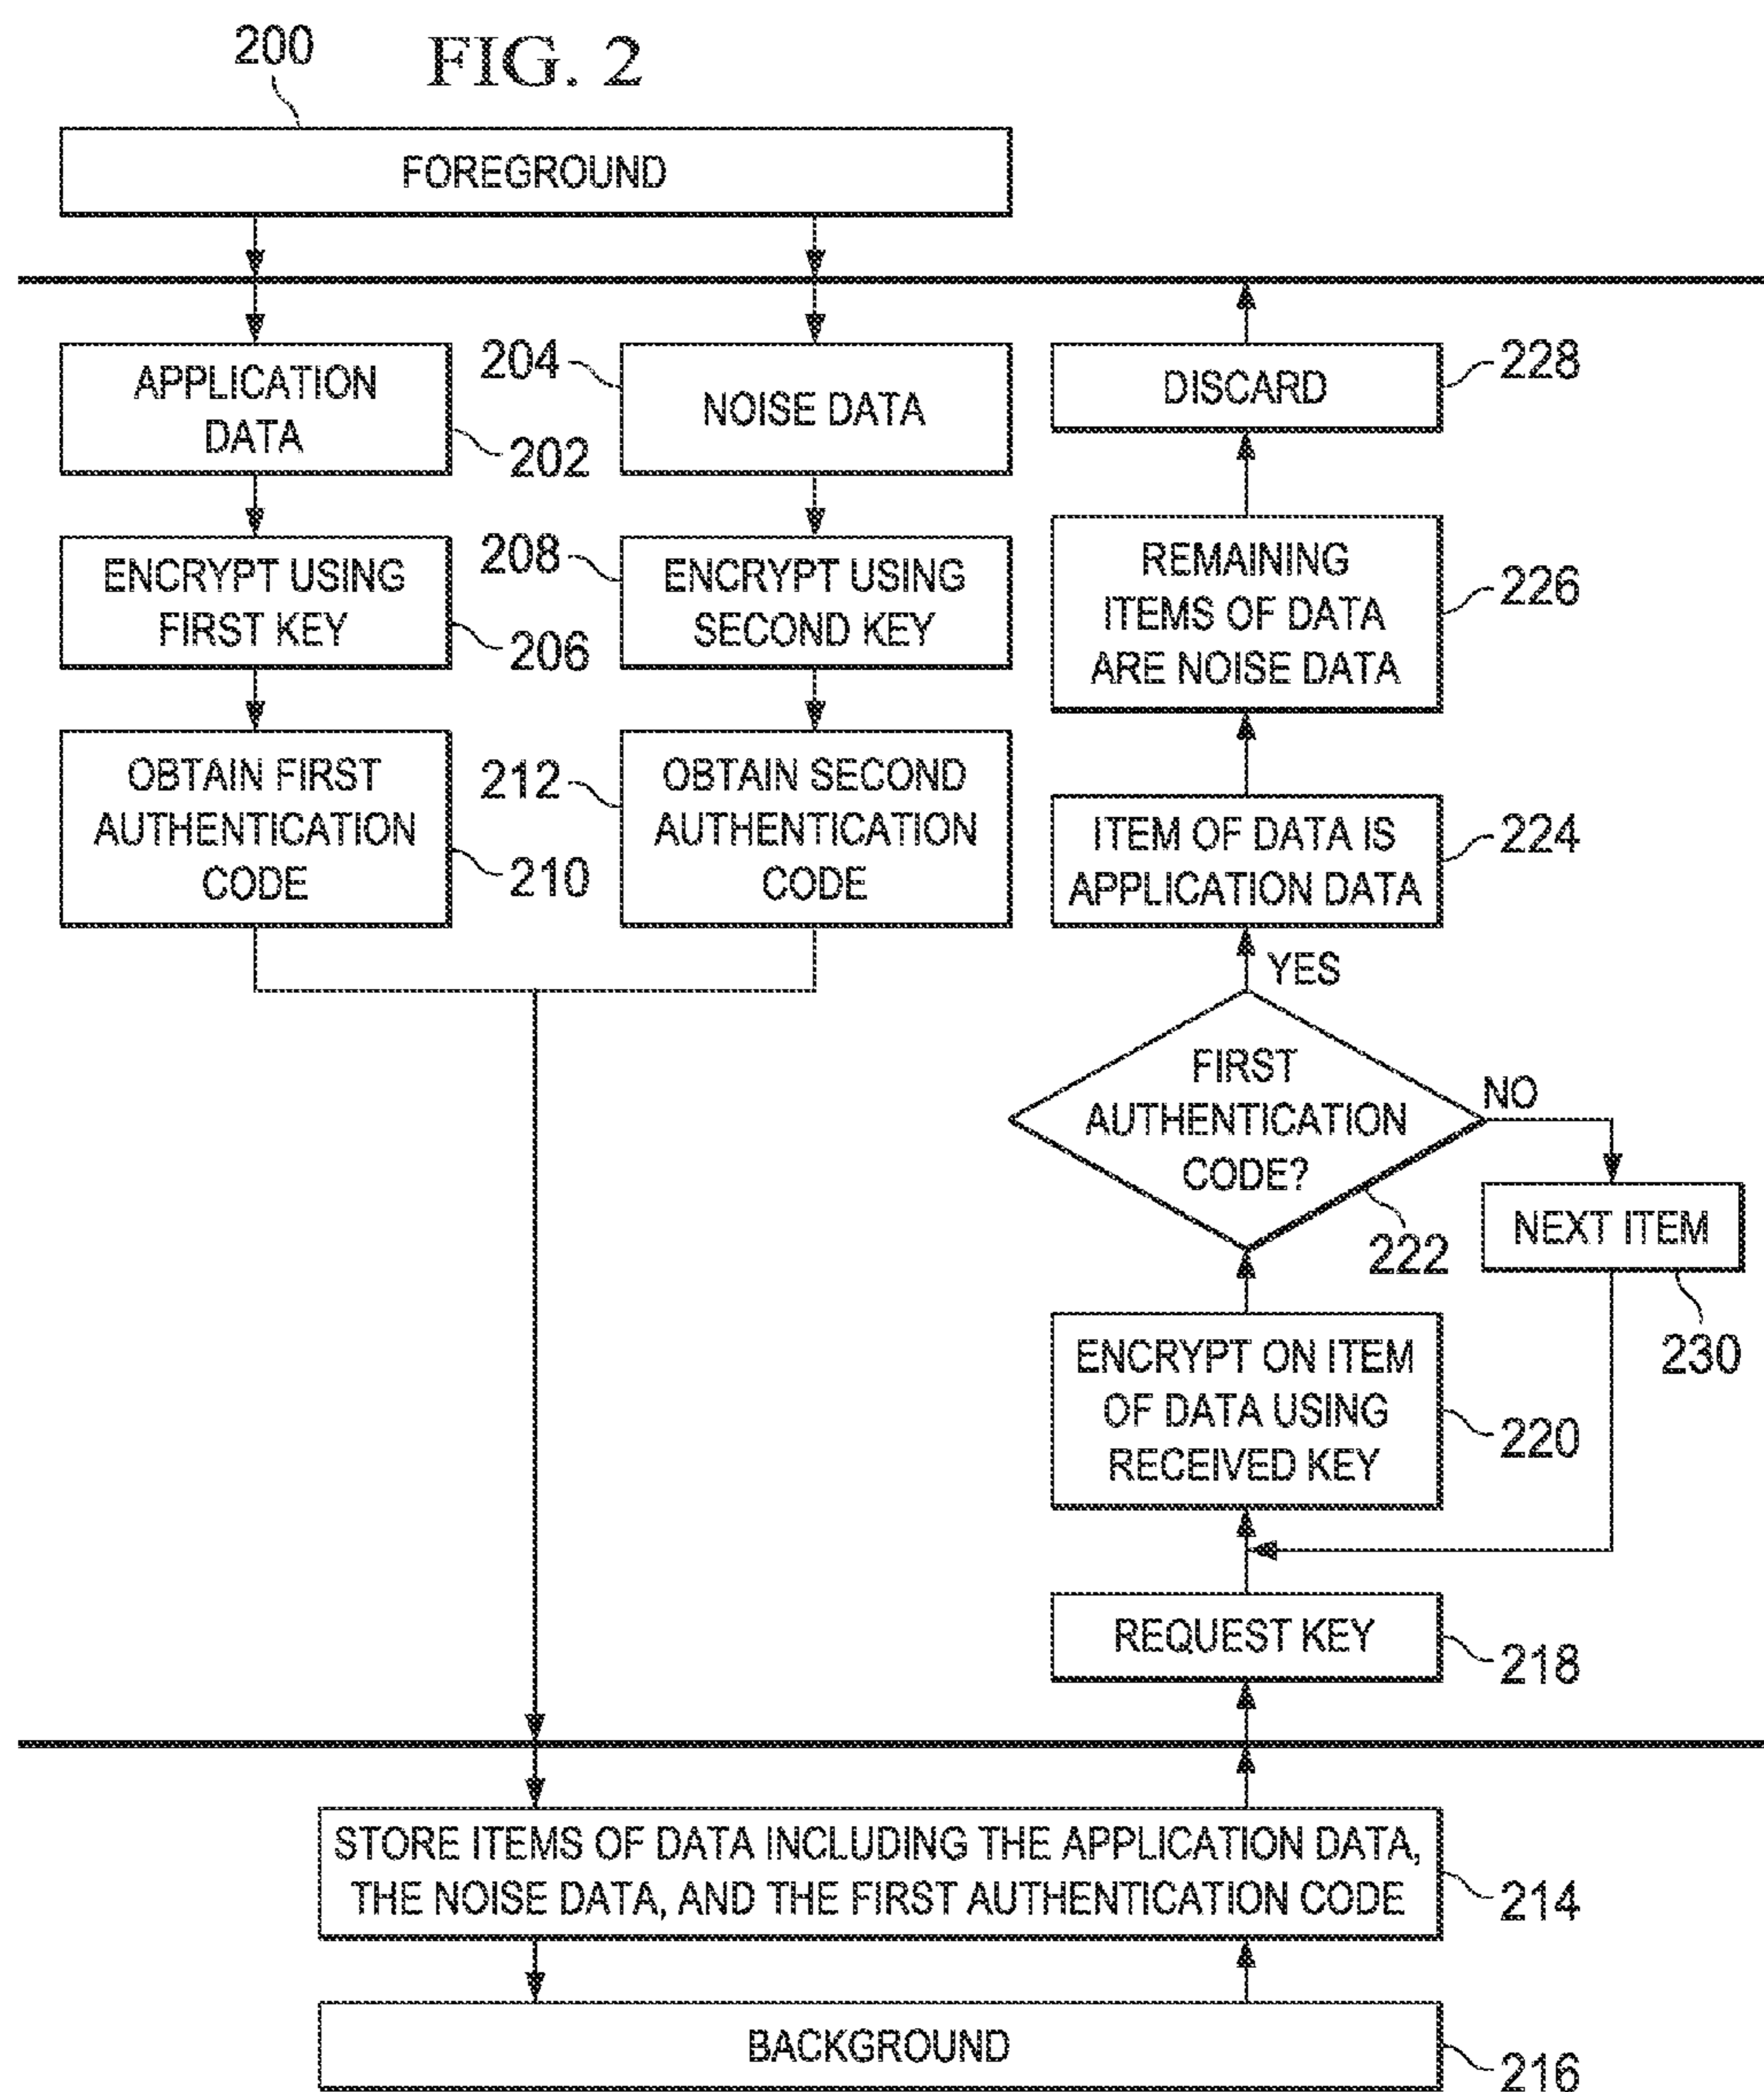 200
FIG. 2
FOREGROUND
APPLICATION
DATA
202
204
NOISE DATA
DISCARD
228
ENCRYPT USING
FIRST KEY
206
208
ENCRYPT USING
SECOND KEY
REMAINING
ITEMS OF DATA
ARE NOISE DATA
226
OBTAIN FIRST
AUTHENTICATION
CODE
210
212
OBTAIN SECOND
AUTHENTICATION
CODE
ITEM OF DATA IS
APPLICATION DATA
224
YES
FIRST
AUTHENTICATION
CODE?
222
NO
NEXT ITEM
230
ENCRYPT ON ITEM
OF DATA USING
RECEIVED KEY
220
REQUEST KEY
218
STORE ITEMS OF DATA INCLUDING THE APPLICATION DATA,
THE NOISE DATA, AND THE FIRST AUTHENTICATION CODE
214
BACKGROUND
216